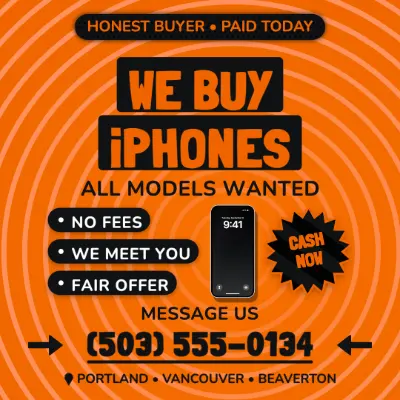 HONEST BUYER • PAID TODAY
WE BUY
iPHONES
ALL MODELS WANTED
• NO FEES
• WE MEET YOU
• FAIR OFFER
9:41
CASH
NOW
MESSAGE US
(503) 555-0134
PORTLAND • VANCOUVER • BEAVERTON